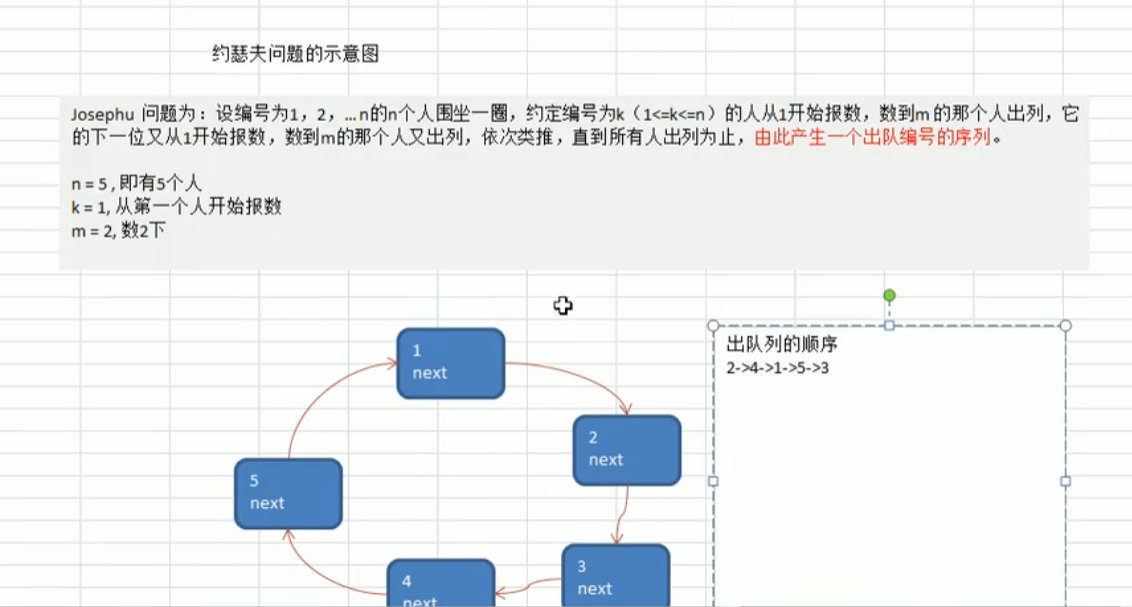 约瑟夫问题的示意图
Josephu 问题为：设编号为1，2，… n的n个人围坐一圈，约定编号为k（1<=k<=n）的人从1开始报数，数到m 的那个人出列，它
的下一位又从1开始报数，数到m的那个人又出列，依次类推，直到所有人出列为止，由此产生一个出队编号的序列。
n = 5 , 即有5个人
k = 1, 从第一个人开始报数
m = 2, 数2下
出队列的顺序
2->4->1->5->3
1
next
2
next
5
next
3
next
4
next